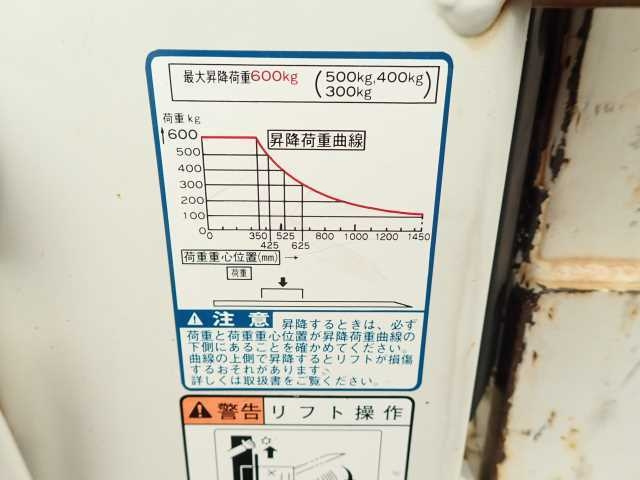 最大昇降荷重600kg (500kg,400kg 300kg)
荷重 kg
600
500
400
300
200
100
0
昇降荷重曲線
0 350 425 525 625 800 1000 1200 1450
荷重重心位置(mm) →
荷重
注意 昇降するときは、必ず
荷重と荷重重心位置が昇降荷重曲線の
下側にあることを確かめてください。
曲線の上側で昇降するとリフトが損傷
するおそれがあります。
詳しくは取扱書をご覧ください。
警告 リフト操作